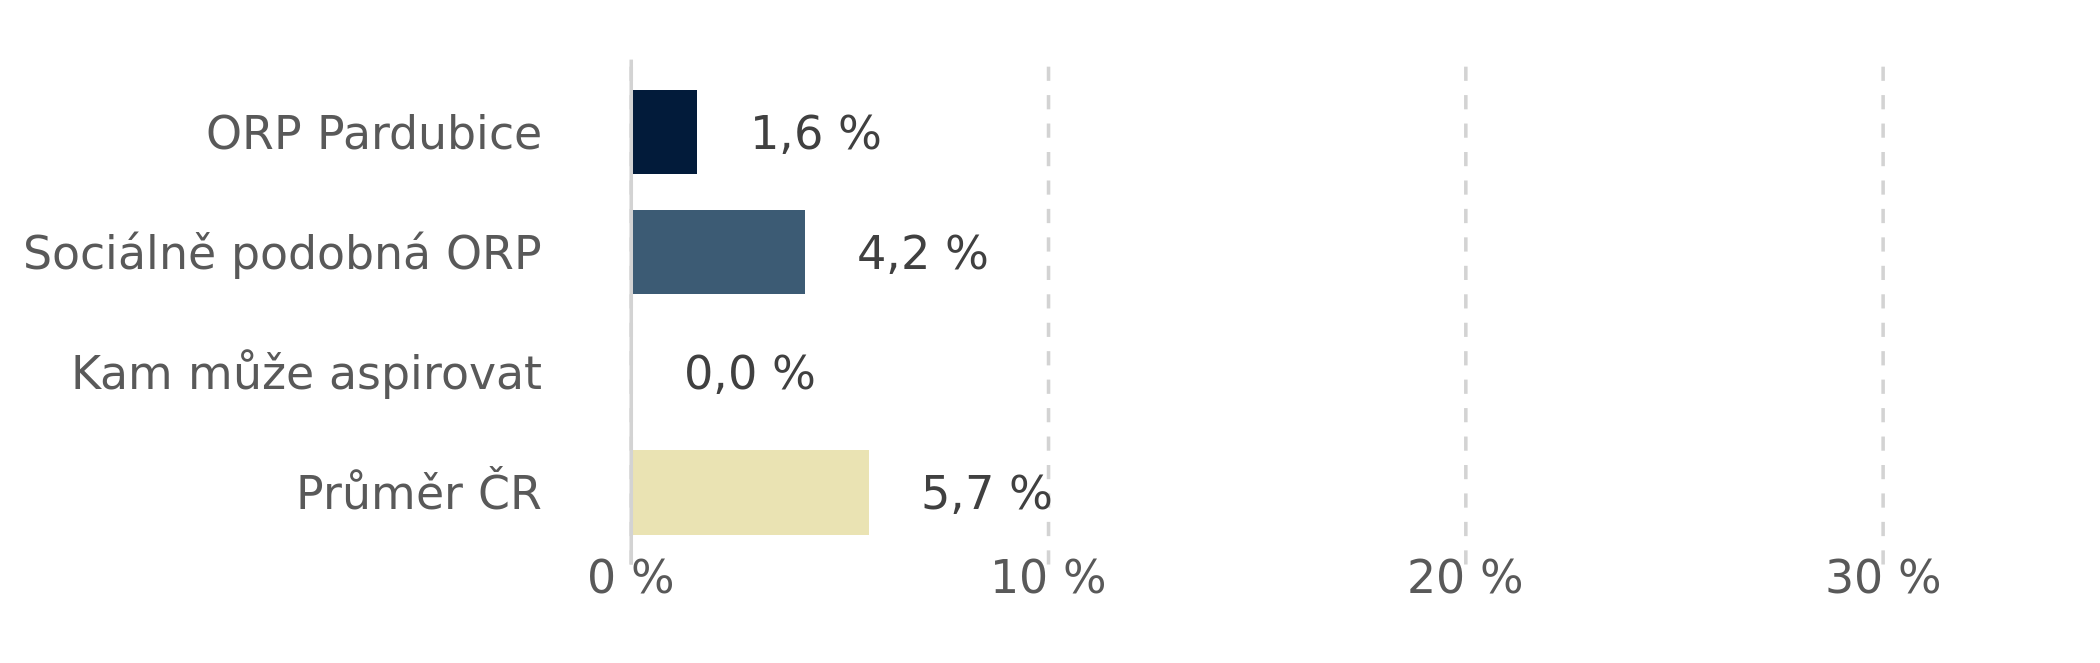 ORP Pardubice 1,6 %
Sociálně podobná ORP 4,2 %
Kam může aspirovat 0,0 %
Průměr ČR 5,7 %
0 % 10 % 20 % 30 %